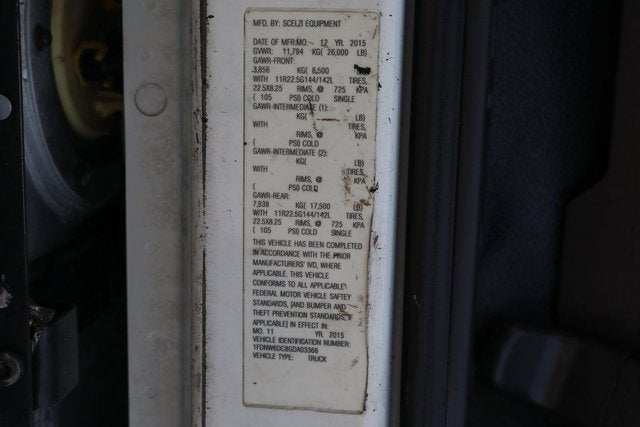 MFD. BY: SCELZI EQUIPMENT
DATE OF MFR: MO. 12 YR. 2015
GVWR: 11,794 KG( 26,000 LB)
GAWR-FRONT:
3,856 KG( 8,500 LB)
WITH 11R22.5G144/142L TIRES,
22.5X8.25 RIMS, @ 725 KPA
( 105 PSI) COLD SINGLE
GAWR-INTERMEDIATE (1):
KG( LB)
WITH TIRES,
RIMS, @ KPA
( PSI) COLD
GAWR-INTERMEDIATE (2):
KG( LB)
WITH TIRES,
RIMS, @ KPA
( PSI) COLD
GAWR-REAR:
7,938 KG( 17,500 LB)
WITH 11R22.5G144/142L TIRES,
22.5X8.25 RIMS, @ 725 KPA
( 105 PSI) COLD SINGLE
THIS VEHICLE HAS BEEN COMPLETED
IN ACCORDANCE WITH THE PRIOR
MANUFACTURERS' IVD, WHERE
APPLICABLE. THIS VEHICLE
CONFORMS TO ALL APPLICABLE
FEDERAL MOTOR VEHICLE SAFTEY
STANDARDS, [AND BUMPER AND
THEFT PREVENTION STANDARDS, IF
APPLICABLE] IN EFFECT IN:
MO. 11 YR. 2015
VEHICLE IDENTIFICATION NUMBER:
1FDNW6DC8GDA03366
VEHICLE TYPE: TRUCK